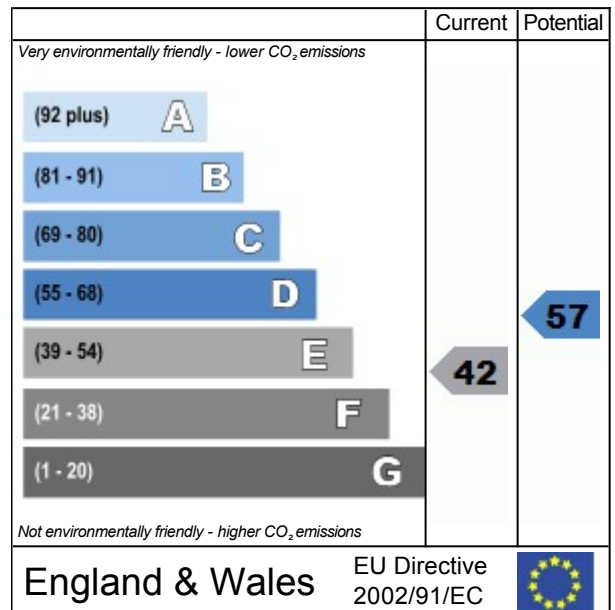 Current Potential
Very environmentally friendly - lower CO₂ emissions
(92 plus) A
(81 - 91) B
(69 - 80) C
(55 - 68) D
57
(39 - 54) E
42
(21 - 38) F
(1 - 20) G
Not environmentally friendly - higher CO₂ emissions
England & Wales
EU Directive
2002/91/EC